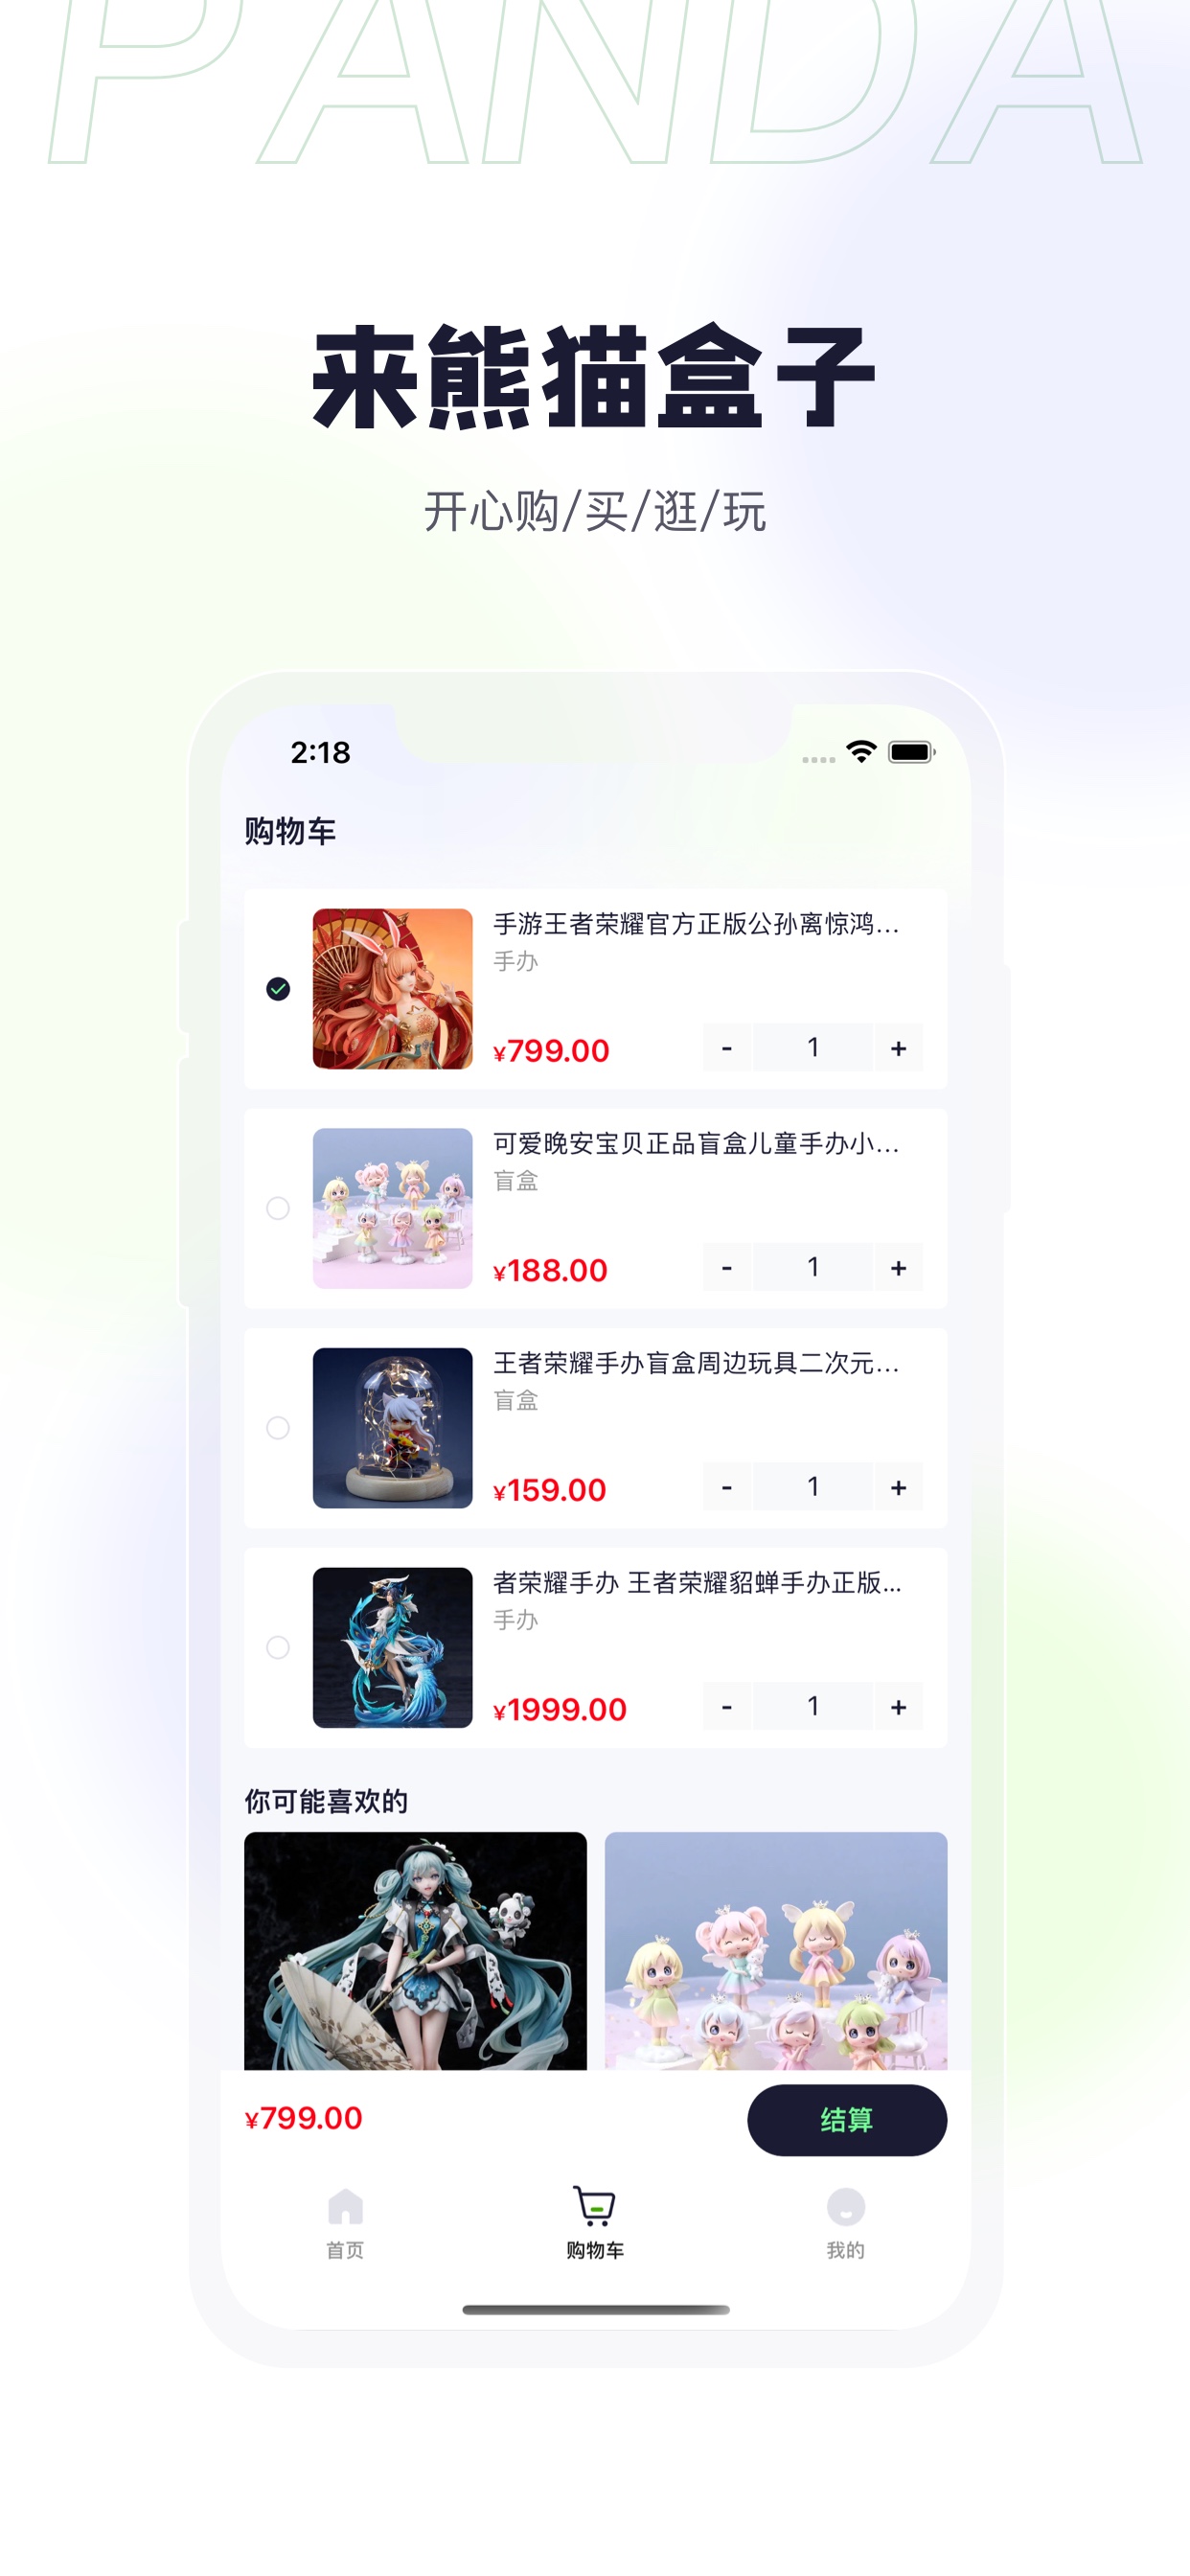 PANDA
来熊猫盒子
开心购/买/逛/玩
2:18
购物车
手游王者荣耀官方正版公孙离惊鸿...
手办
¥799.00
- 1 +
可爱晚安宝贝正品盲盒儿童手办小...
盲盒
¥188.00
- 1 +
王者荣耀手办盲盒周边玩具二次元...
盲盒
¥159.00
- 1 +
者荣耀手办 王者荣耀貂蝉手办正版...
手办
¥1999.00
- 1 +
你可能喜欢的
¥799.00
结算
首页
购物车
我的